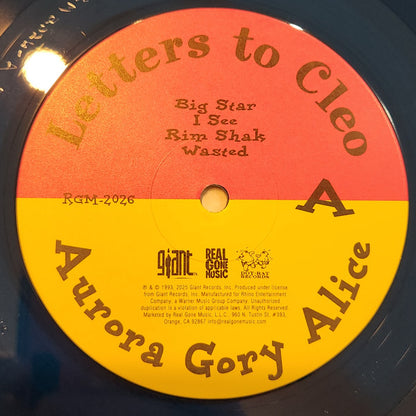 Letters to Cleo
Big Star
I See
Rim Shak
Wasted
A
RGM-2026
giant
REAL
GONE
MUSIC
℗ & © 1993, 2025 Giant Records, Inc. Produced under license
from Giant Records, Inc. Manufactured for Rhino Entertainment
Company, a Warner Music Group Company. Unauthorized
duplication is a violation of applicable laws. All Rights Reserved.
Marketed by Real Gone Music, L.L.C. 960 N. Tustin St. #393,
Orange, CA 92867 info@realgonemusic.com
Aurora Gory Alice